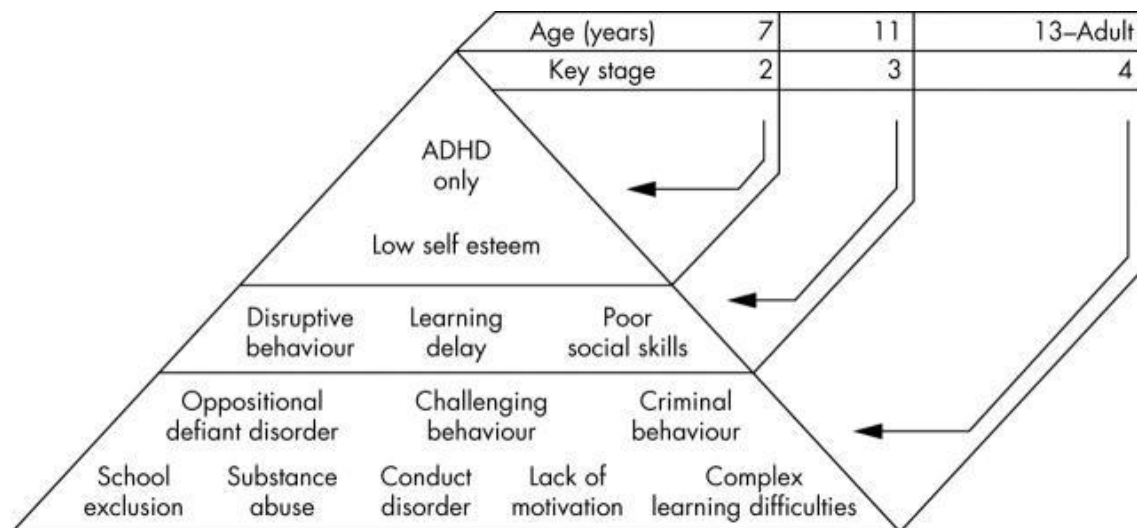 Age (years) 7 11 13–Adult
Key stage 2 3 4
ADHD
only
Low self esteem
Disruptive
behaviour
Learning
delay
Poor
social skills
Oppositional
defiant disorder
Challenging
behaviour
Criminal
behaviour
School
exclusion
Substance
abuse
Conduct
disorder
Lack of
motivation
Complex
learning difficulties